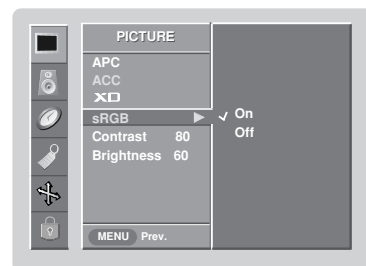 PICTURE
APC
ACC
XD
sRGB
On
Off
Contrast 80
Brightness 60
MENU Prev.